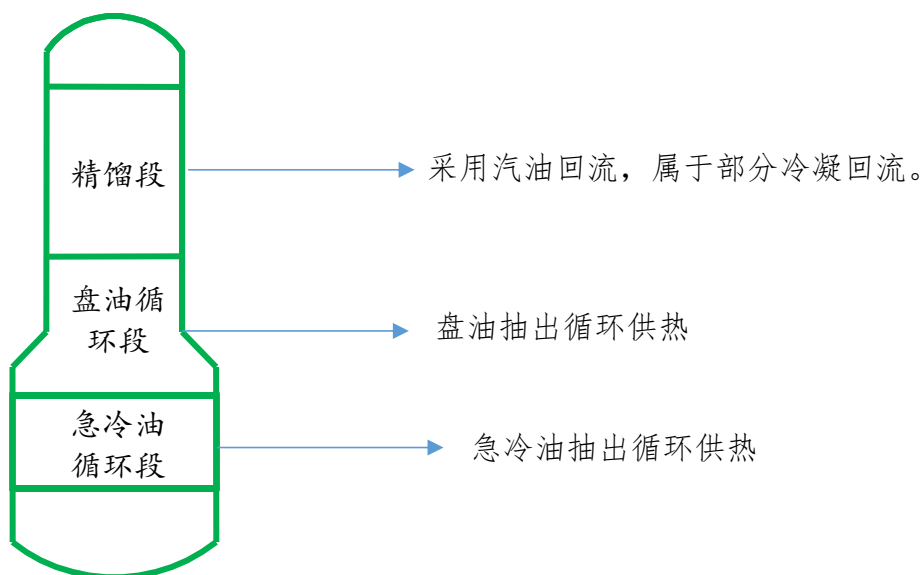 精馏段
采用汽油回流，属于部分冷凝回流。
盘油循
环段
盘油抽出循环供热
急冷油
循环段
急冷油抽出循环供热